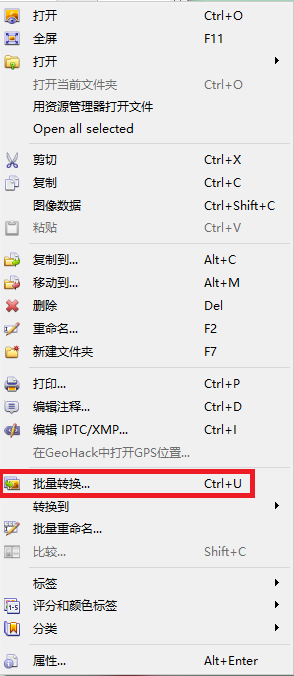 打开 Ctrl+O
全屏 F11
打开
打开当前文件夹 Ctrl+O
用资源管理器打开文件
Open all selected
剪切 Ctrl+X
复制 Ctrl+C
图像数据 Ctrl+Shift+C
粘贴 Ctrl+V
复制到... Alt+C
移动到... Alt+M
删除 Del
重命名... F2
新建文件夹 F7
打印... Ctrl+P
编辑注释... Ctrl+D
编辑 IPTC/XMP... Ctrl+I
在GeoHack中打开GPS位置...
批量转换... Ctrl+U
转换到
批量重命名...
比较... Shift+C
标签
评分和颜色标签
分类
属性... Alt+Enter